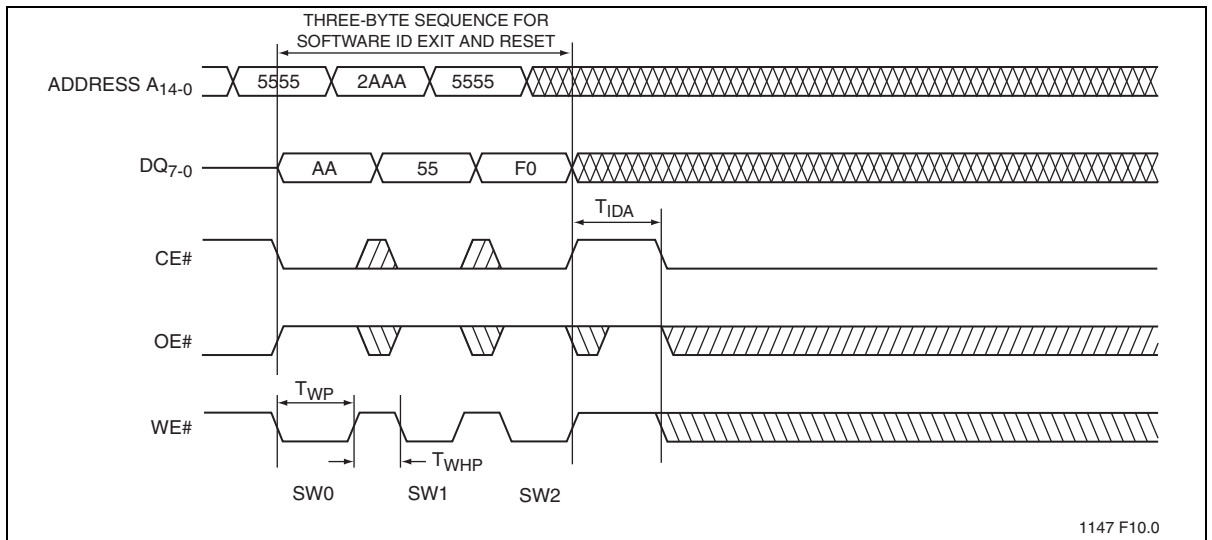 THREE-BYTE SEQUENCE FOR
SOFTWARE ID EXIT AND RESET
ADDRESS A14-0
5555 2AAA 5555
DQ7-0
AA 55 F0
TIDA
CE#
OE#
TWP
WE#
TWHP
SW0 SW1 SW2
1147 F10.0